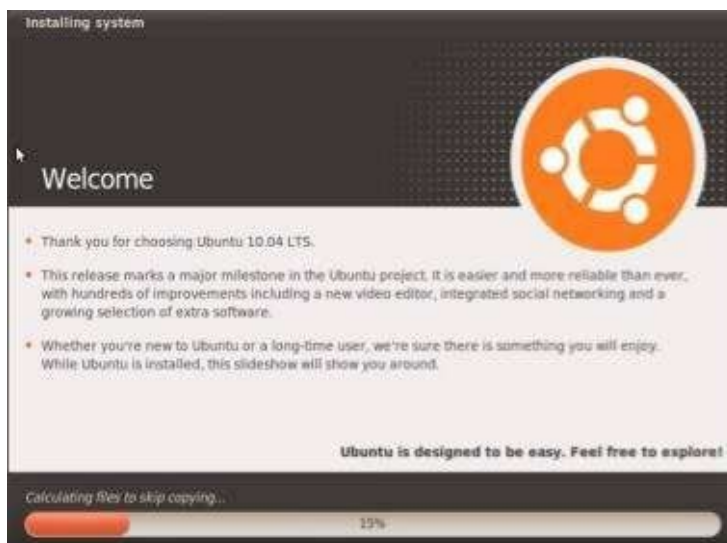 Installing system
Welcome
Thank you for choosing Ubuntu 10.04 LTS.
This release marks a major milestone in the Ubuntu project. It is easier and more reliable than ever,
with hundreds of improvements including a new video editor, integrated social networking and a
growing selection of extra software.
Whether you're new to Ubuntu or a long-time user, we're sure there is something you will enjoy.
While Ubuntu is installed, this slideshow will show you around.
Ubuntu is designed to be easy. Feel free to explore!
Calculating files to skip copying...
15%